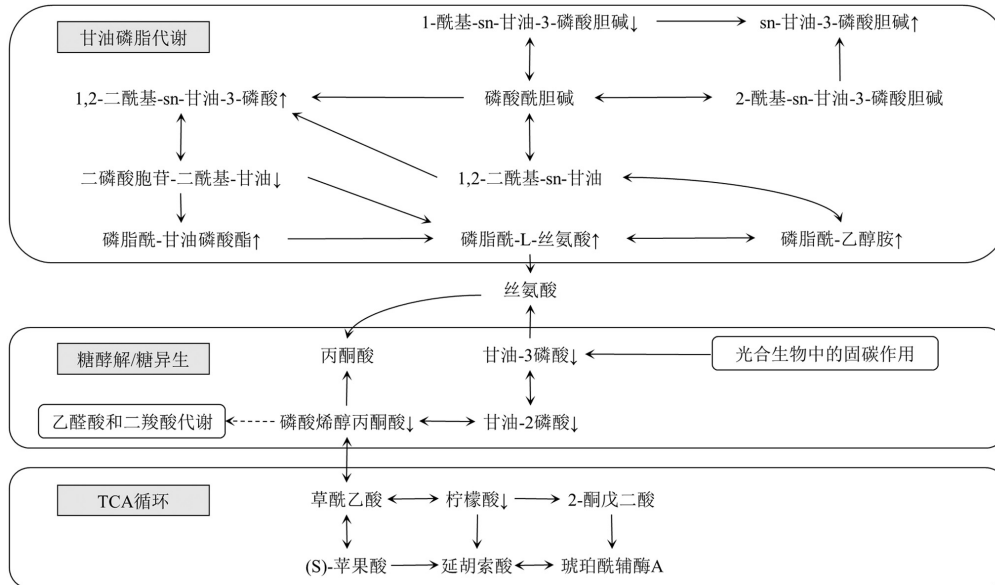 甘油磷脂代谢
1-酰基-sn-甘油-3-磷酸胆碱↓
sn-甘油-3-磷酸胆碱↑
1,2-二酰基-sn-甘油-3-磷酸↑
磷酸酰胆碱
2-酰基-sn-甘油-3-磷酸胆碱
二磷酸胞苷-二酰基-甘油↓
1,2-二酰基-sn-甘油
磷脂酰-甘油磷酸酯↑
磷脂酰-L-丝氨酸↑
磷脂酰-乙醇胺↑
丝氨酸
糖酵解/糖异生
丙酮酸
甘油-3磷酸↓
光合生物中的固碳作用
乙醛酸和二羧酸代谢
磷酸烯醇丙酮酸↓
甘油-2磷酸↓
TCA循环
草酰乙酸
柠檬酸↓
2-酮戊二酸
(S)-苹果酸
延胡索酸
琥珀酰辅酶A